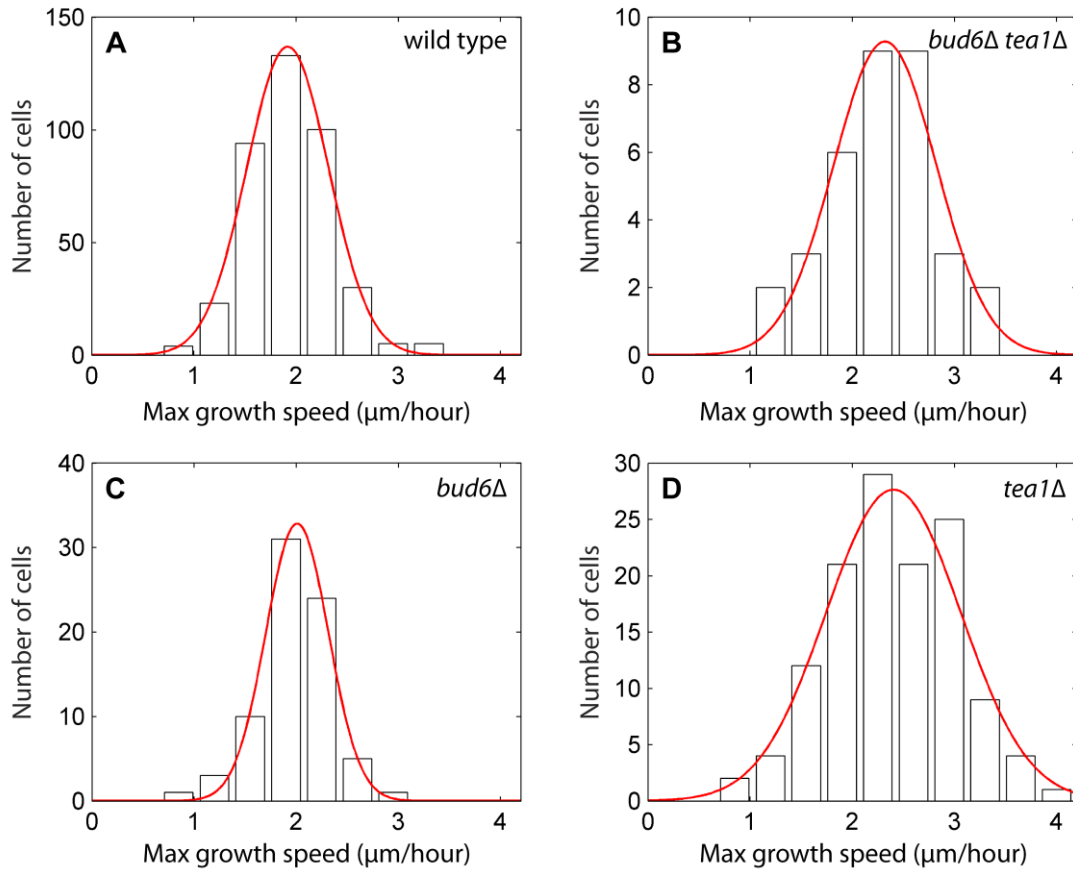 A
wild type
150
100
50
0
Number of cells
0 1 2 3 4
Max growth speed (μm/hour)
B
bud6Δ tea1Δ
10
8
6
4
2
0
Number of cells
0 1 2 3 4
Max growth speed (μm/hour)
C
bud6Δ
40
30
20
10
0
Number of cells
0 1 2 3 4
Max growth speed (μm/hour)
D
tea1Δ
30
25
20
15
10
5
0
Number of cells
0 1 2 3 4
Max growth speed (μm/hour)